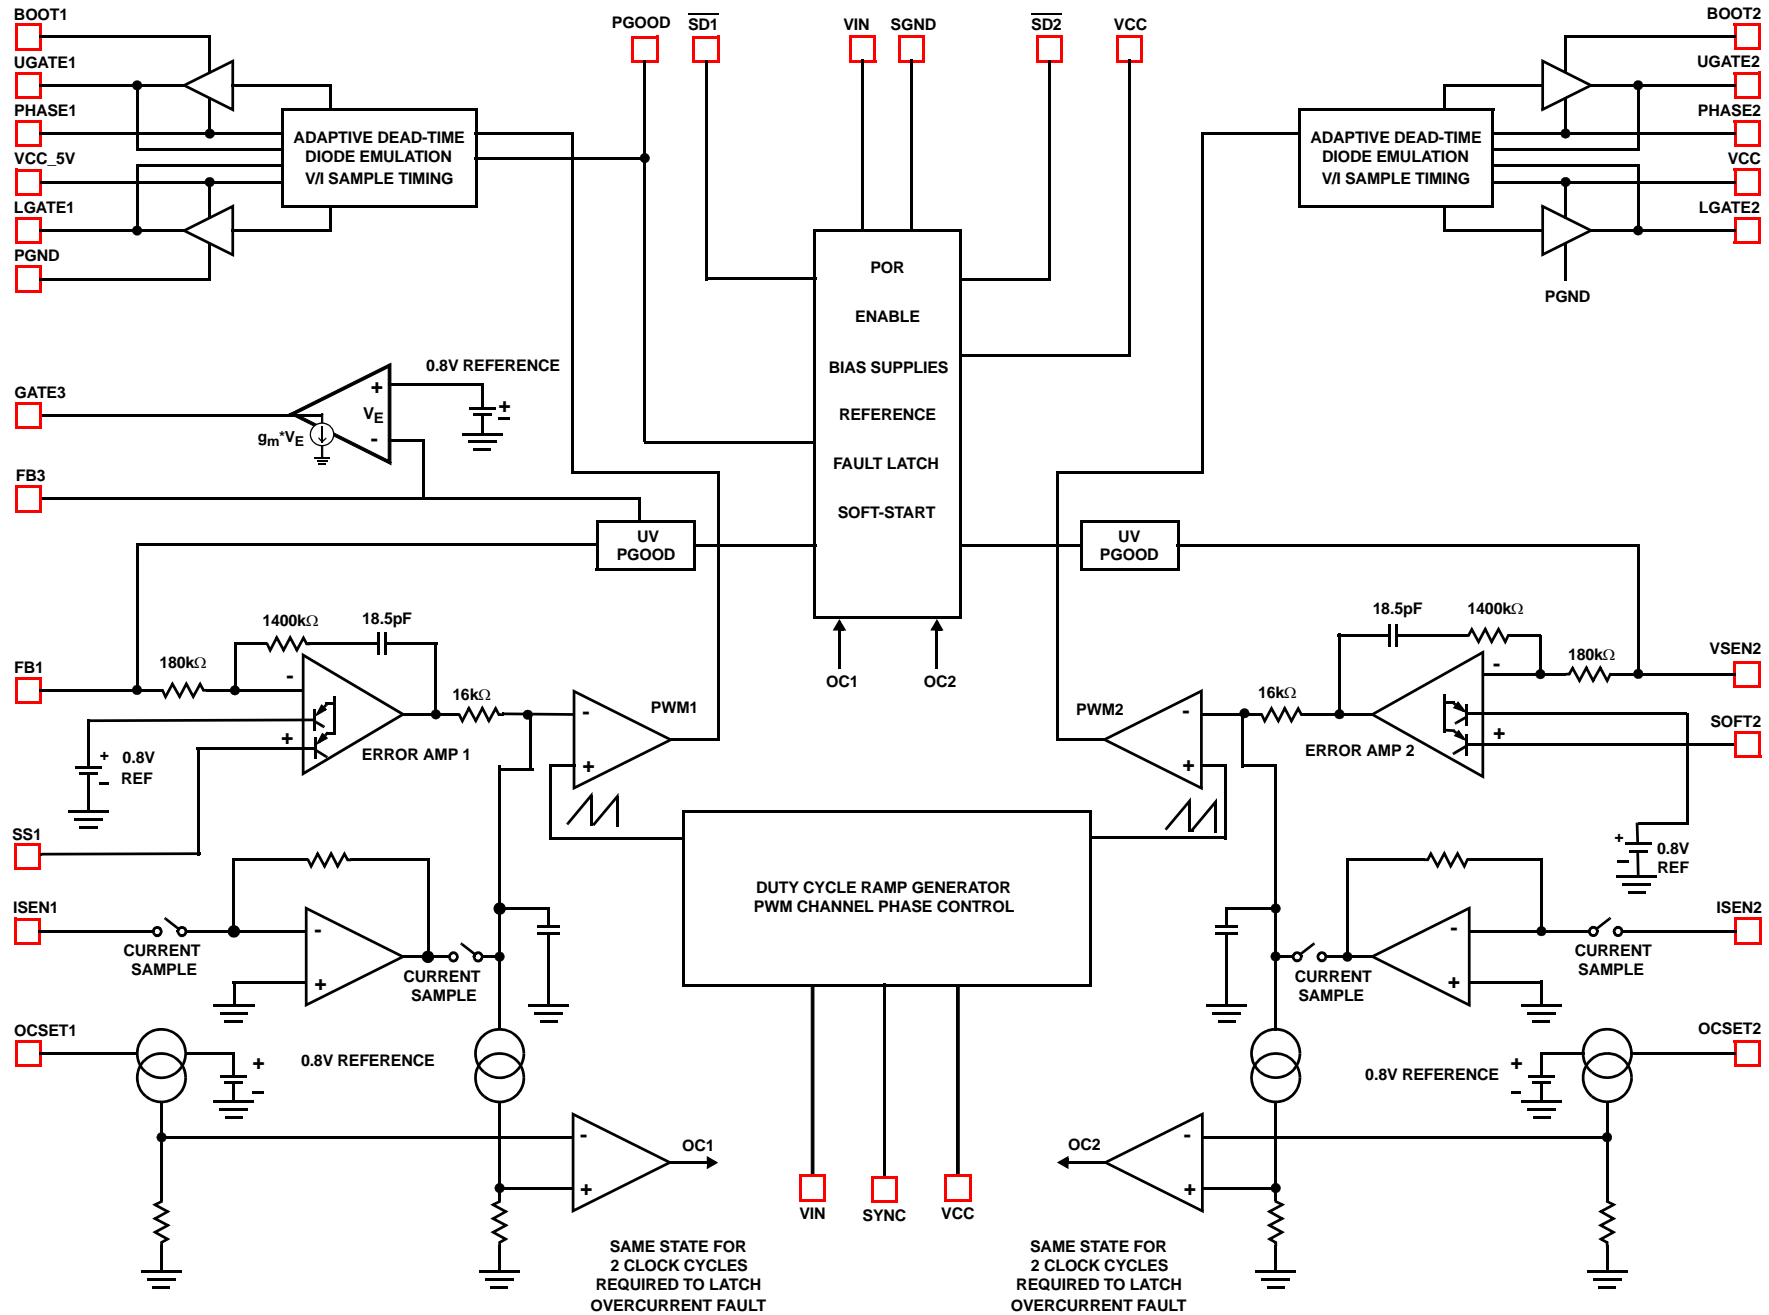 BOOT1
UGATE1
PHASE1
VCC_5V
LGATE1
PGND
ADAPTIVE DEAD-TIME
DIODE EMULATION
V/I SAMPLE TIMING
PGOOD
SD1
VIN
SGND
SD2
VCC
BOOT2
UGATE2
PHASE2
VCC
LGATE2
PGND
ADAPTIVE DEAD-TIME
DIODE EMULATION
V/I SAMPLE TIMING
POR
ENABLE
BIAS SUPPLIES
REFERENCE
FAULT LATCH
SOFT-START
OC1
OC2
GATE3
0.8V REFERENCE
+
VE
-
gm*VE
+
-
FB3
UV
PGOOD
UV
PGOOD
1400kΩ
18.5pF
180kΩ
FB1
-
+
ERROR AMP 1
16kΩ
-
+
PWM1
+
-
0.8V
REF
SS1
18.5pF
1400kΩ
180kΩ
VSEN2
SOFT2
-
+
ERROR AMP 2
16kΩ
-
+
PWM2
+
-
0.8V
REF
DUTY CYCLE RAMP GENERATOR
PWM CHANNEL PHASE CONTROL
VIN
SYNC
VCC
ISEN1
CURRENT
SAMPLE
-
+
CURRENT
SAMPLE
OCSET1
+
-
0.8V REFERENCE
-
+
OC1
SAME STATE FOR
2 CLOCK CYCLES
REQUIRED TO LATCH
OVERCURRENT FAULT
ISEN2
CURRENT
SAMPLE
-
+
CURRENT
SAMPLE
OCSET2
+
-
0.8V REFERENCE
-
+
OC2
SAME STATE FOR
2 CLOCK CYCLES
REQUIRED TO LATCH
OVERCURRENT FAULT